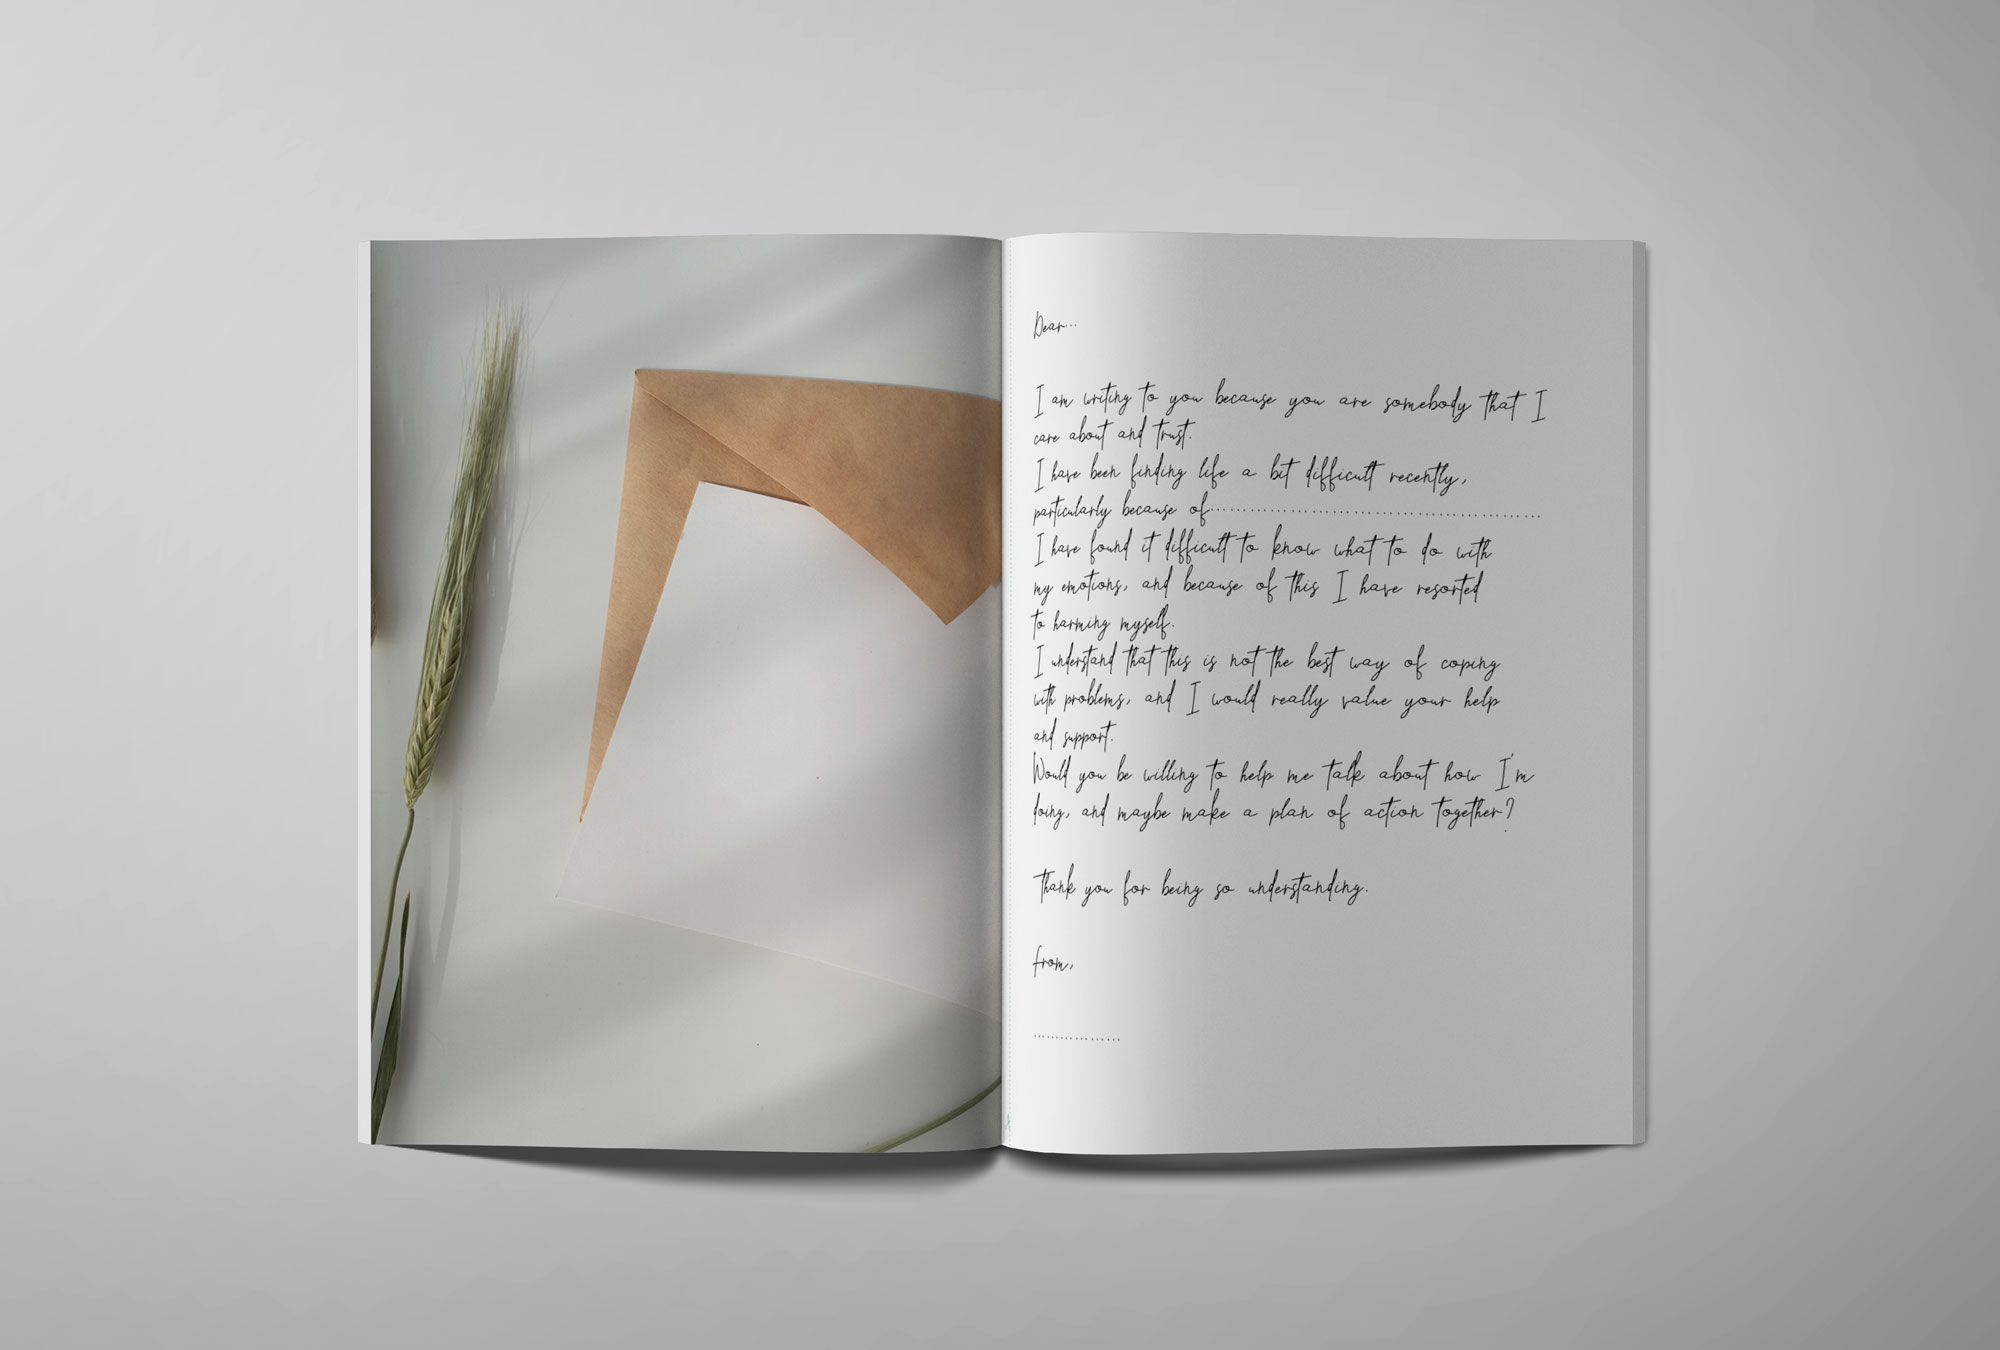 Dear...
I am writing to you because you are somebody that I
care about and trust.
I have been finding life a bit difficult recently,
particularly because of................................................
I have found it difficult to know what to do with
my emotions, and because of this I have resorted
to harming myself.
I understand that this is not the best way of coping
with problems, and I would really value your help
and support.
Would you be willing to help me talk about how I'm
doing, and maybe make a plan of action together?
Thank you for being so understanding.
From,
..................